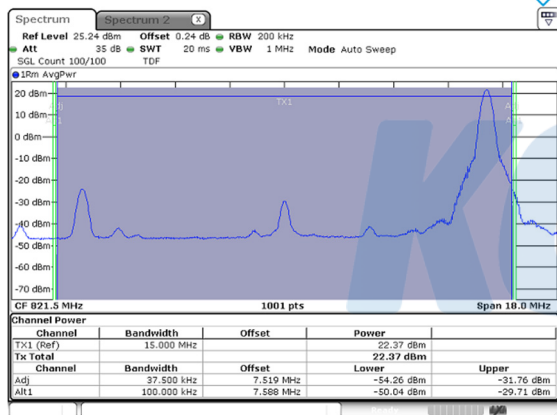 Spectrum Spectrum 2 X
Ref Level 25.24 dBm Offset 0.24 dB RBW 200 kHz
Att 35 dB SWT 20 ms VBW 1 MHz Mode Auto Sweep
SGL Count 100/100 TDF
1Rm AvgPwr
20 dBm
Adj TX1 Adj
10 dBm
0 dBm
-10 dBm
-20 dBm
-30 dBm
-40 dBm
-50 dBm
-60 dBm
-70 dBm
CF 821.5 MHz 1001 pts Span 18.0 MHz
Channel Power
Channel Bandwidth Offset Power
TX1 (Ref) 15.000 MHz 22.37 dBm
Tx Total 22.37 dBm
Channel Bandwidth Offset Lower Upper
Adj 37.500 kHz 7.519 MHz -54.26 dBm -31.76 dBm
Alt1 100.000 kHz 7.588 MHz -50.04 dBm -29.71 dBm